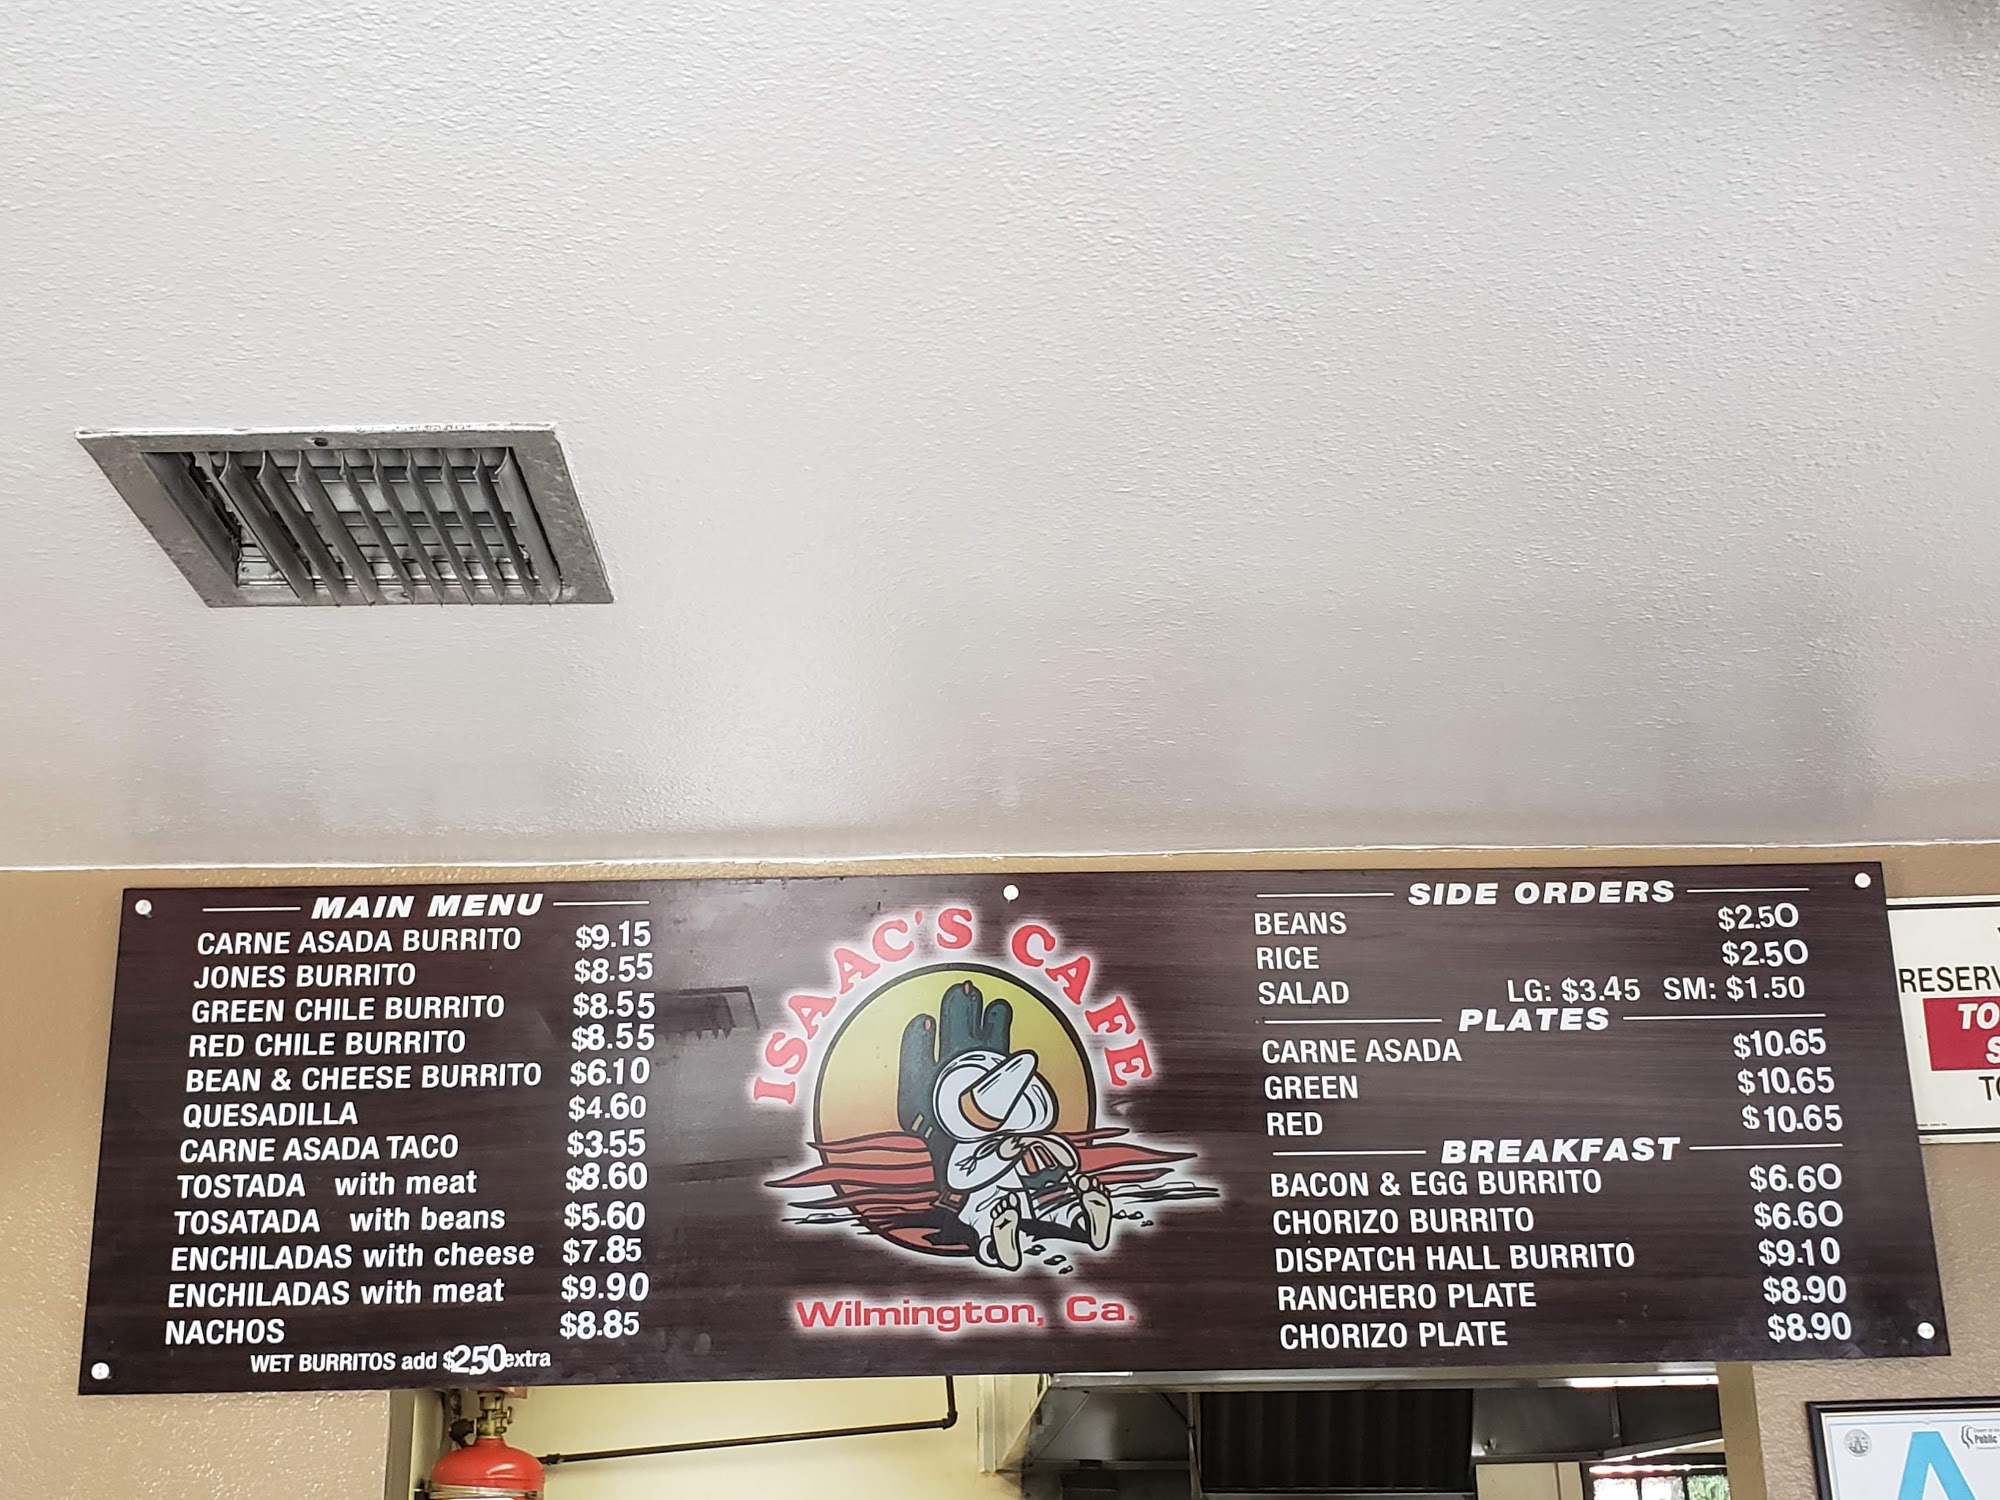 MAIN MENU
CARNE ASADA BURRITO $9.15
JONES BURRITO $8.55
GREEN CHILE BURRITO $8.55
RED CHILE BURRITO $8.55
BEAN & CHEESE BURRITO $6.10
QUESADILLA $4.60
CARNE ASADA TACO $3.55
TOSTADA with meat $8.60
TOSATADA with beans $5.60
ENCHILADAS with cheese $7.85
ENCHILADAS with meat $9.90
NACHOS $8.85
WET BURRITOS add $2.50 extra
ISAAC'S CAFE
Wilmington, Ca.
SIDE ORDERS
BEANS $2.50
RICE $2.50
SALAD LG: $3.45 SM: $1.50
PLATES
CARNE ASADA $10.65
GREEN $10.65
RED $10.65
BREAKFAST
BACON & EGG BURRITO $6.60
CHORIZO BURRITO $6.60
DISPATCH HALL BURRITO $9.10
RANCHERO PLATE $8.90
CHORIZO PLATE $8.90
RESERV
TO
S
TO
Public
A